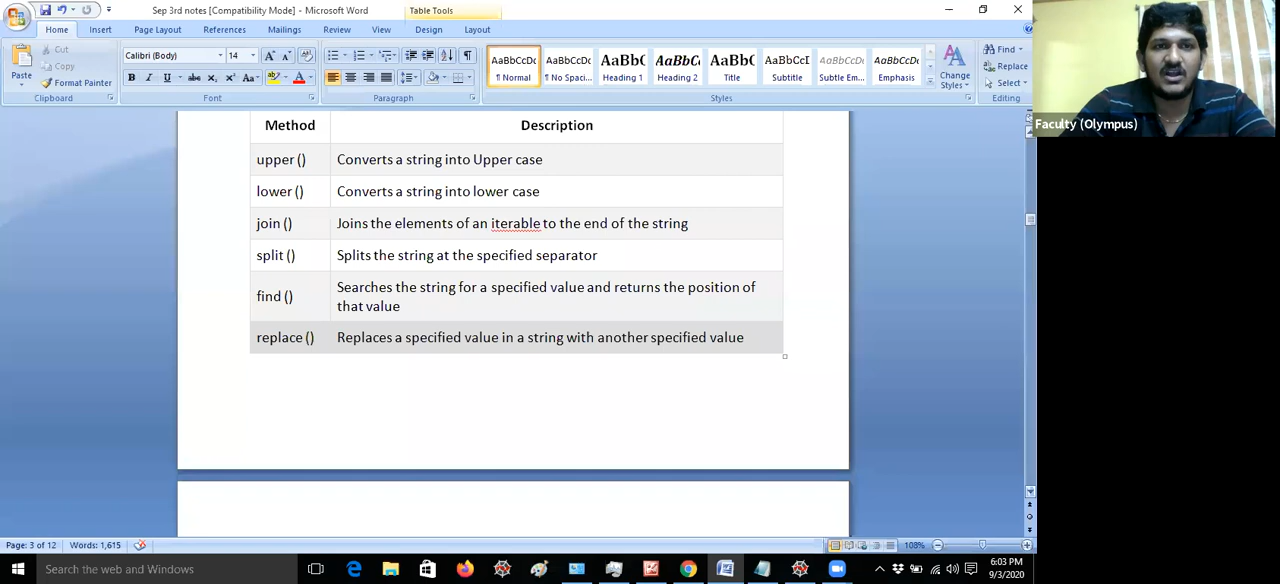 Sep 3rd notes [Compatibility Mode] - Microsoft Word
Table Tools
Home Insert Page Layout References Mailings Review View Design Layout
Paste
Cut
Copy
Format Painter
Clipboard
Calibri (Body) 14
Font
Paragraph
AaBbCcDc AaBbCcDc AaBbC AaBbCc AaBbC AaBbCcI AaBbCcDc AaBbCcDc
¶ Normal ¶ No Spaci... Heading 1 Heading 2 Title Subtitle Subtle Em... Emphasis
Styles
Change
Styles
Find
Replace
Select
Editing
Faculty (Olympus)
Method Description
upper () Converts a string into Upper case
lower () Converts a string into lower case
join () Joins the elements of an iterable to the end of the string
split () Splits the string at the specified separator
find () Searches the string for a specified value and returns the position of
that value
replace () Replaces a specified value in a string with another specified value
Page: 3 of 12 Words: 1,615 108%
Search the web and Windows
6:03 PM
9/3/2020